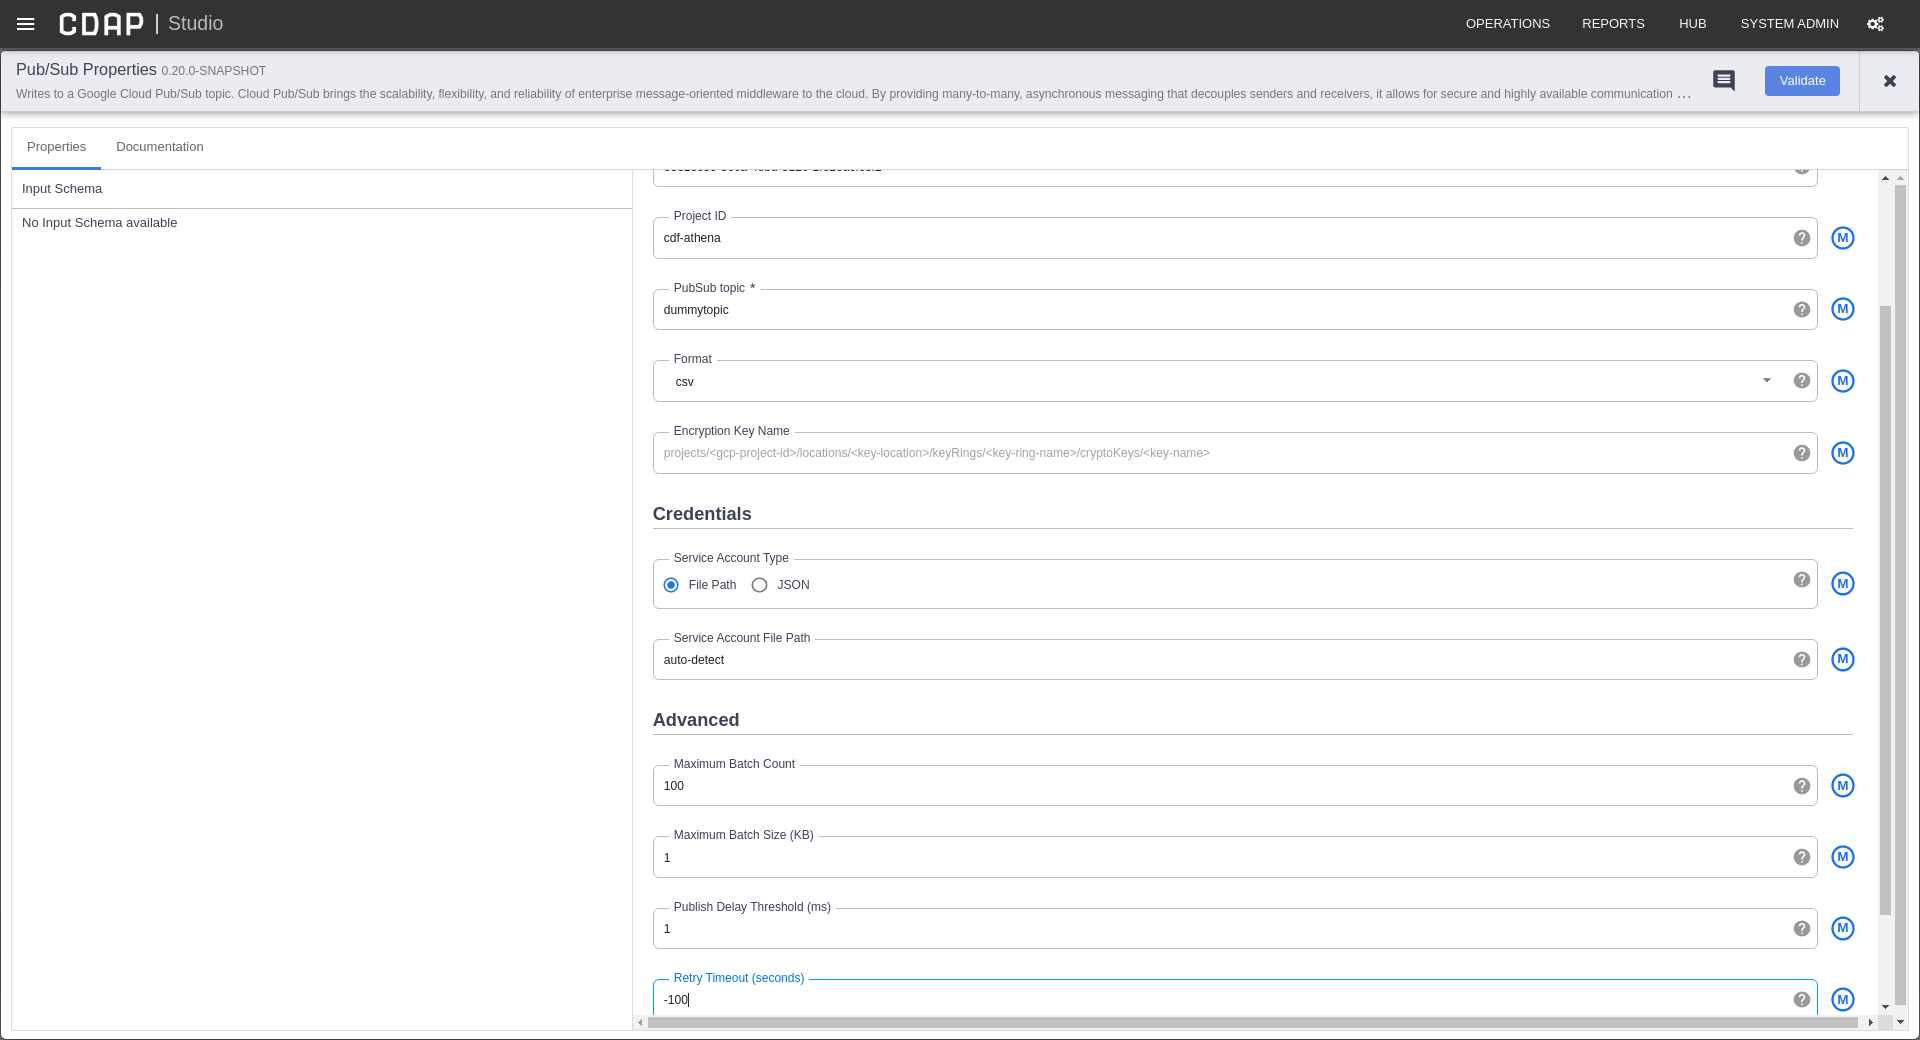 CDAP | Studio
OPERATIONS REPORTS HUB SYSTEM ADMIN
Pub/Sub Properties 0.20.0-SNAPSHOT
Writes to a Google Cloud Pub/Sub topic. Cloud Pub/Sub brings the scalability, flexibility, and reliability of enterprise message-oriented middleware to the cloud. By providing many-to-many, asynchronous messaging that decouples senders and receivers, it allows for secure and highly available communication ...
Validate
Properties Documentation
Input Schema
No Input Schema available
Project ID
cdf-athena
M
PubSub topic *
dummytopic
M
Format
csv
M
Encryption Key Name
projects/<gcp-project-id>/locations/<key-location>/keyRings/<key-ring-name>/cryptoKeys/<key-name>
M
Credentials
Service Account Type
File Path JSON
M
Service Account File Path
auto-detect
M
Advanced
Maximum Batch Count
100
M
Maximum Batch Size (KB)
1
M
Publish Delay Threshold (ms)
1
M
Retry Timeout (seconds)
-100
M